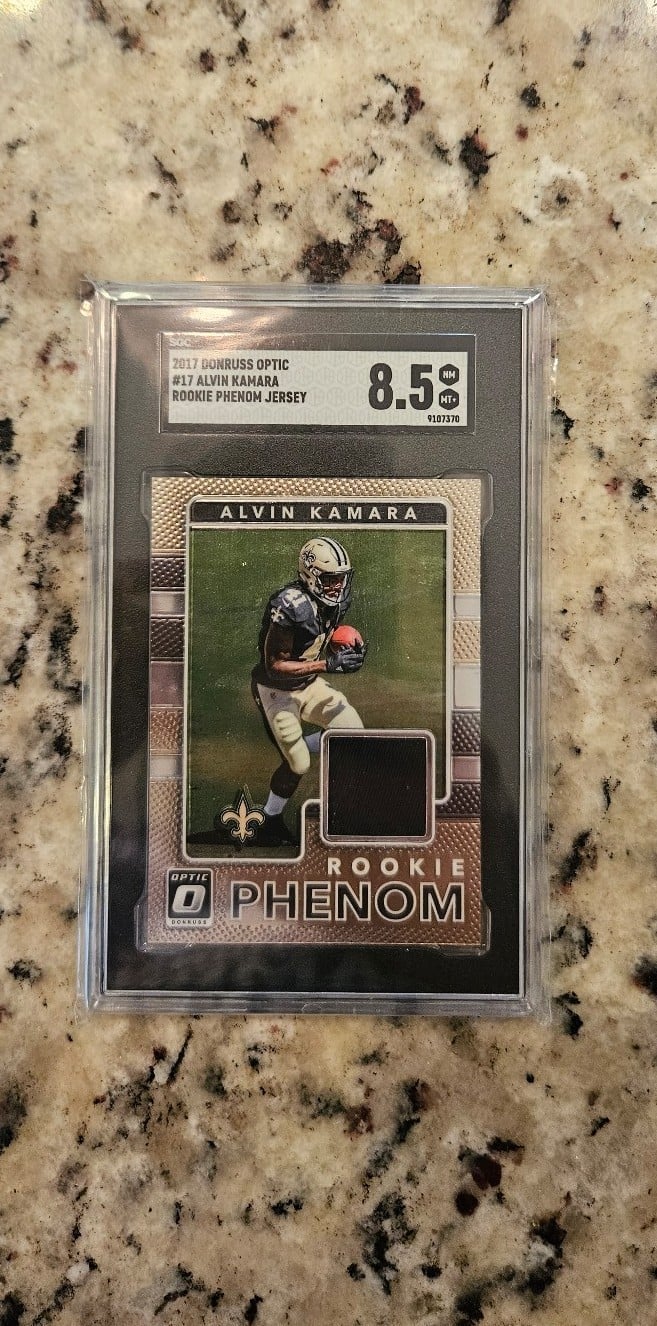 SGC
2017 DONRUSS OPTIC
#17 ALVIN KAMARA
ROOKIE PHENOM JERSEY
8.5
NM
MT+
9107370
ALVIN KAMARA
41
ROOKIE
PHENOM
OPTIC
DONRUSS